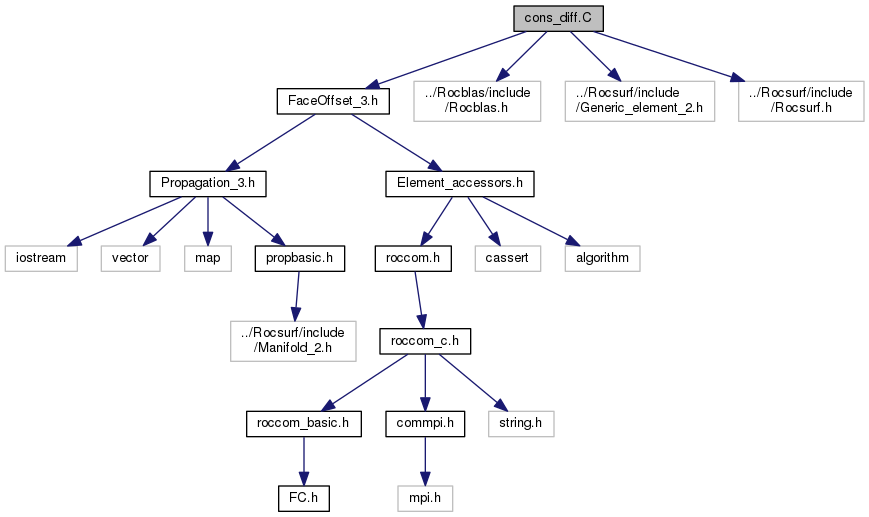 cons_diff.C
FaceOffset_3.h
../Rocblas/include
/Rocblas.h
../Rocsurf/include
/Generic_element_2.h
../Rocsurf/include
/Rocsurf.h
Propagation_3.h
Element_accessors.h
iostream
vector
map
propbasic.h
roccom.h
cassert
algorithm
../Rocsurf/include
/Manifold_2.h
roccom_c.h
roccom_basic.h
commpi.h
string.h
FC.h
mpi.h